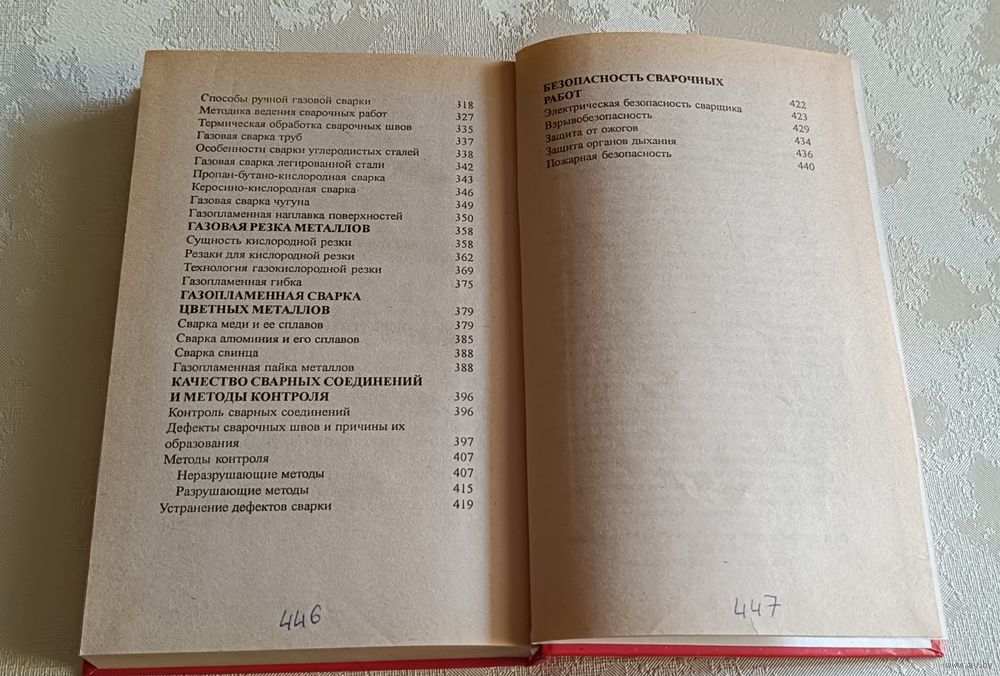 Способы ручной газовой сварки 318
Методика ведения сварочных работ 327
Термическая обработка сварочных швов 335
Газовая сварка труб 337
Особенности сварки углеродистых сталей 338
Газовая сварка легированной стали 342
Пропан-бутано-кислородная сварка 343
Керосино-кислородная сварка 346
Газовая сварка чугуна 349
Газопламенная наплавка поверхностей 350
ГАЗОВАЯ РЕЗКА МЕТАЛЛОВ 358
Сущность кислородной резки 358
Резаки для кислородной резки 362
Технология газокислородной резки 369
Газопламенная гибка 375
ГАЗОПЛАМЕННАЯ СВАРКА
ЦВЕТНЫХ МЕТАЛЛОВ 379
Сварка меди и ее сплавов 379
Сварка алюминия и его сплавов 385
Сварка свинца 388
Газопламенная пайка металлов 388
КАЧЕСТВО СВАРНЫХ СОЕДИНЕНИЙ
И МЕТОДЫ КОНТРОЛЯ 396
Контроль сварных соединений 396
Дефекты сварочных швов и причины их
образования 397
Методы контроля 407
Неразрушающие методы 407
Разрушающие методы 415
Устранение дефектов сварки 419
446
БЕЗОПАСНОСТЬ СВАРОЧНЫХ
РАБОТ 422
Электрическая безопасность сварщика 423
Взрывобезопасность 429
Защита от ожогов 434
Защита органов дыхания 436
Пожарная безопасность 440
447